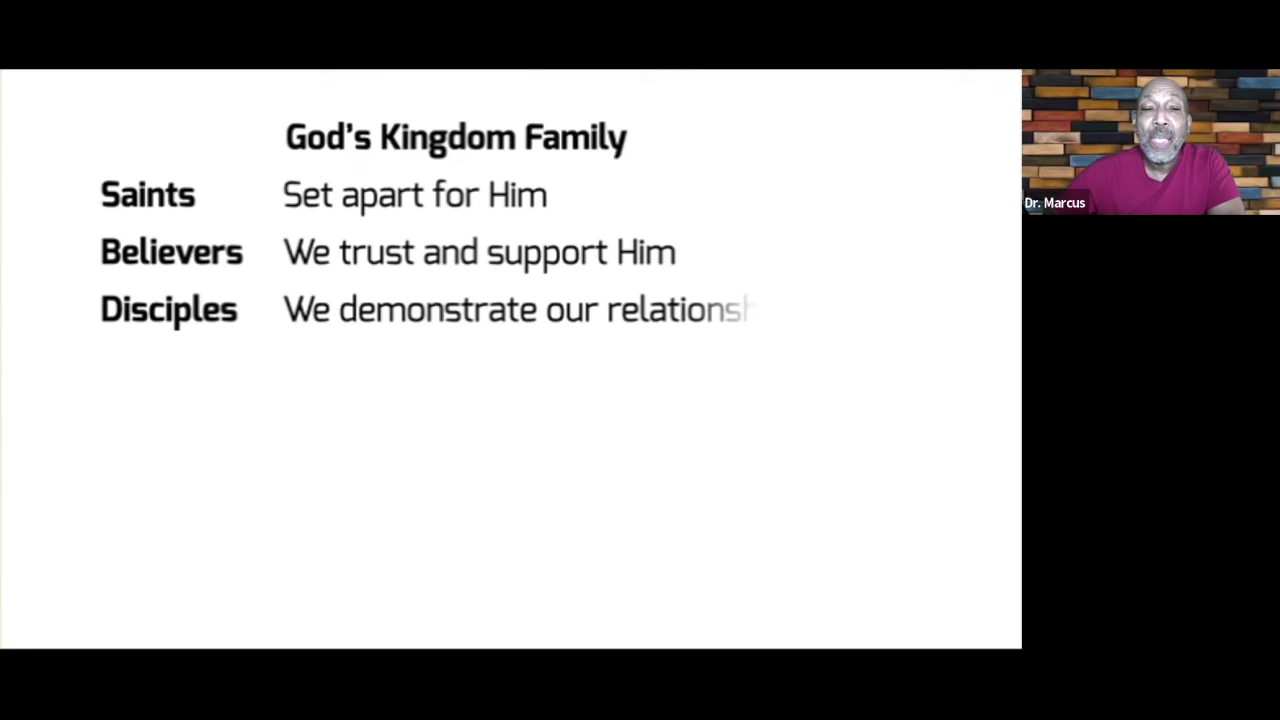 God's Kingdom Family
Saints Set apart for Him
Believers We trust and support Him
Disciples We demonstrate our
Dr. Marcus